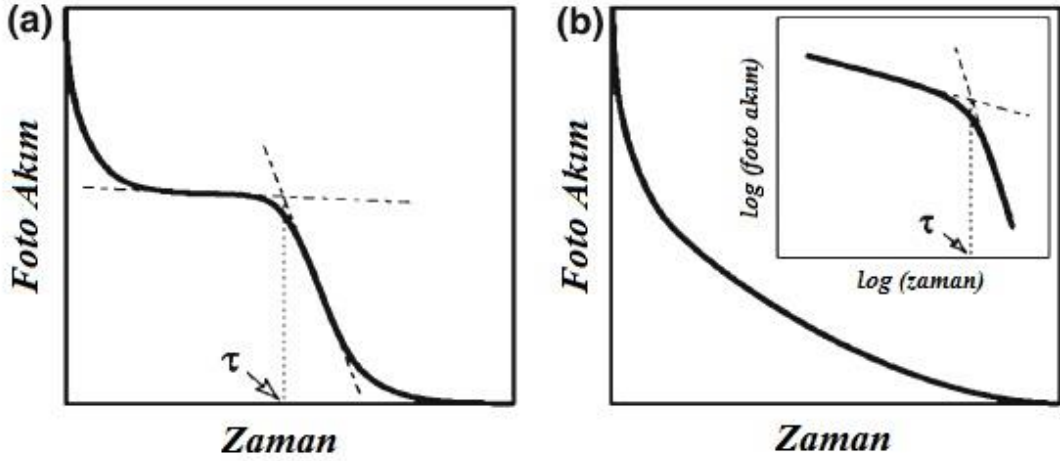 (a)
Foto Akım
τ
Zaman
(b)
Foto Akım
log (foto akım)
τ
log (zaman)
Zaman